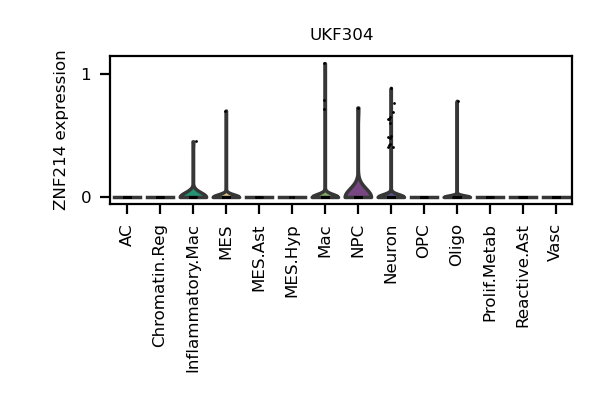 UKF304
ZNF214 expression
1
0
AC
Chromatin.Reg
Inflammatory.Mac
MES
MES.Ast
MES.Hyp
Mac
NPC
Neuron
OPC
Oligo
Prolif.Metab
Reactive.Ast
Vasc